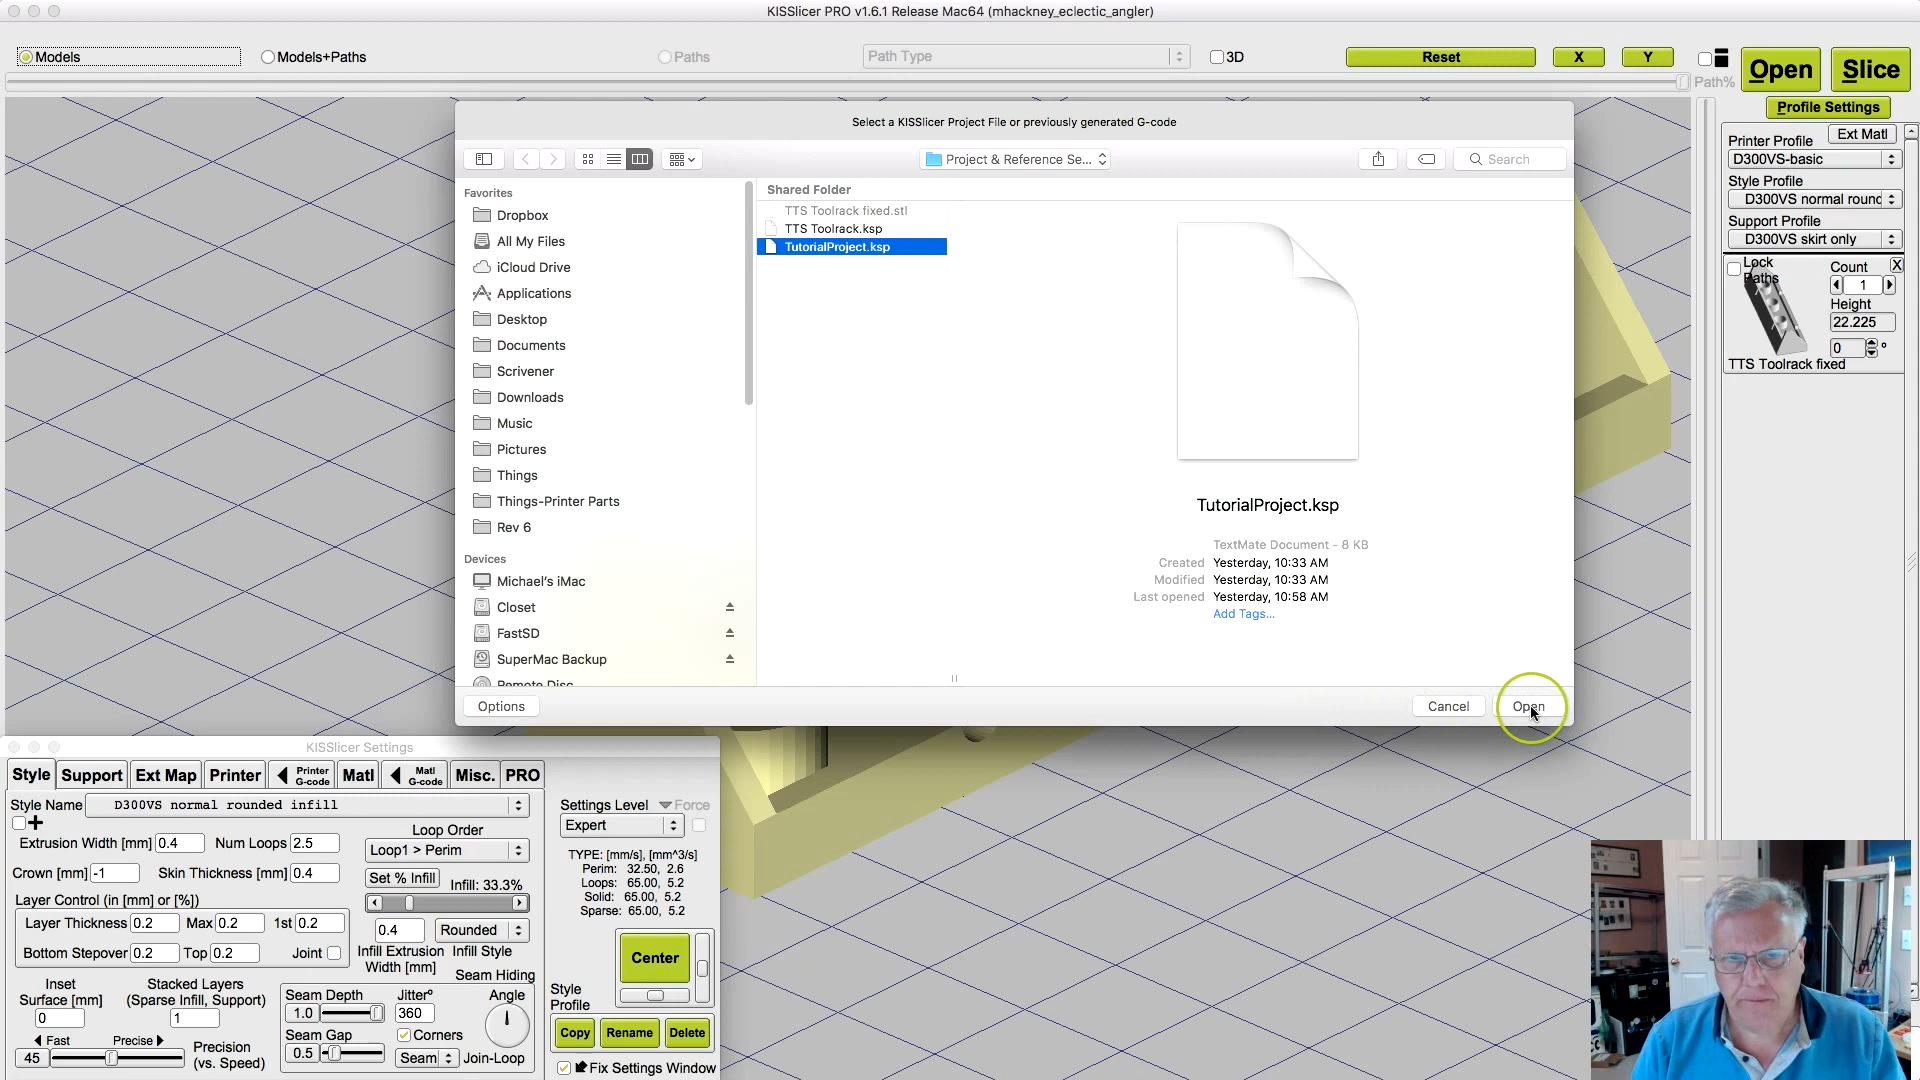 KISSlicer PRO v1.6.1 Release Mac64 (mhackney_eclectic_angler)
Models
Models+Paths
Paths
Path Type
3D
Reset
X
Y
Open
Slice
Path%
Profile Settings
Select a KISSlicer Project File or previously generated G-code
Project & Reference Se...
Search
Favorites
Dropbox
All My Files
iCloud Drive
Applications
Desktop
Documents
Scrivener
Downloads
Music
Pictures
Things
Things-Printer Parts
Rev 6
Devices
Michael's iMac
Closet
FastSD
SuperMac Backup
Remote Disc
Shared Folder
TTS Toolrack fixed.stl
TTS Toolrack.ksp
TutorialProject.ksp
TutorialProject.ksp
TextMate Document - 8 KB
Created Yesterday, 10:33 AM
Modified Yesterday, 10:33 AM
Last opened Yesterday, 10:58 AM
Add Tags...
Options
Cancel
Open
Printer Profile
Ext Matl
D300VS-basic
Style Profile
D300VS normal round
Support Profile
D300VS skirt only
Lock Paths
Count
X
1
Height
22.225
0 °
TTS Toolrack fixed
KISSlicer Settings
Style
Support
Ext Map
Printer
Printer G-code
Matl
Matl G-code
Misc.
PRO
Style Name
D300VS normal rounded infill
Extrusion Width [mm] 0.4
Num Loops 2.5
Crown [mm] -1
Skin Thickness [mm] 0.4
Layer Control (in [mm] or [%])
Layer Thickness 0.2
Max 0.2
1st 0.2
Bottom Stepover 0.2
Top 0.2
Joint
Inset Surface [mm]
0
Stacked Layers (Sparse Infill, Support)
1
Fast
Precise
45
Precision (vs. Speed)
Loop Order
Loop1 > Perim
Set % Infill
Infill: 33.3%
0.4
Rounded
Infill Extrusion Width [mm]
Infill Style
Seam Hiding
Seam Depth
1.0
Jitter°
360
Angle
Seam Gap
0.5
Corners
Seam
Join-Loop
Settings Level
Force
Expert
TYPE: [mm/s], [mm^3/s]
Perim: 32.50, 2.6
Loops: 65.00, 5.2
Solid: 65.00, 5.2
Sparse: 65.00, 5.2
Center
Style Profile
Copy
Rename
Delete
Fix Settings Window